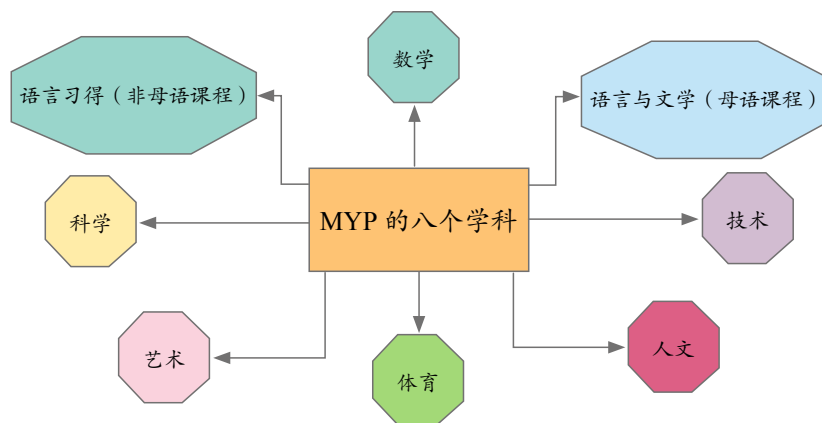 数学
语言习得（非母语课程）
语言与文学（母语课程）
MYP 的八个学科
科学
技术
艺术
体育
人文